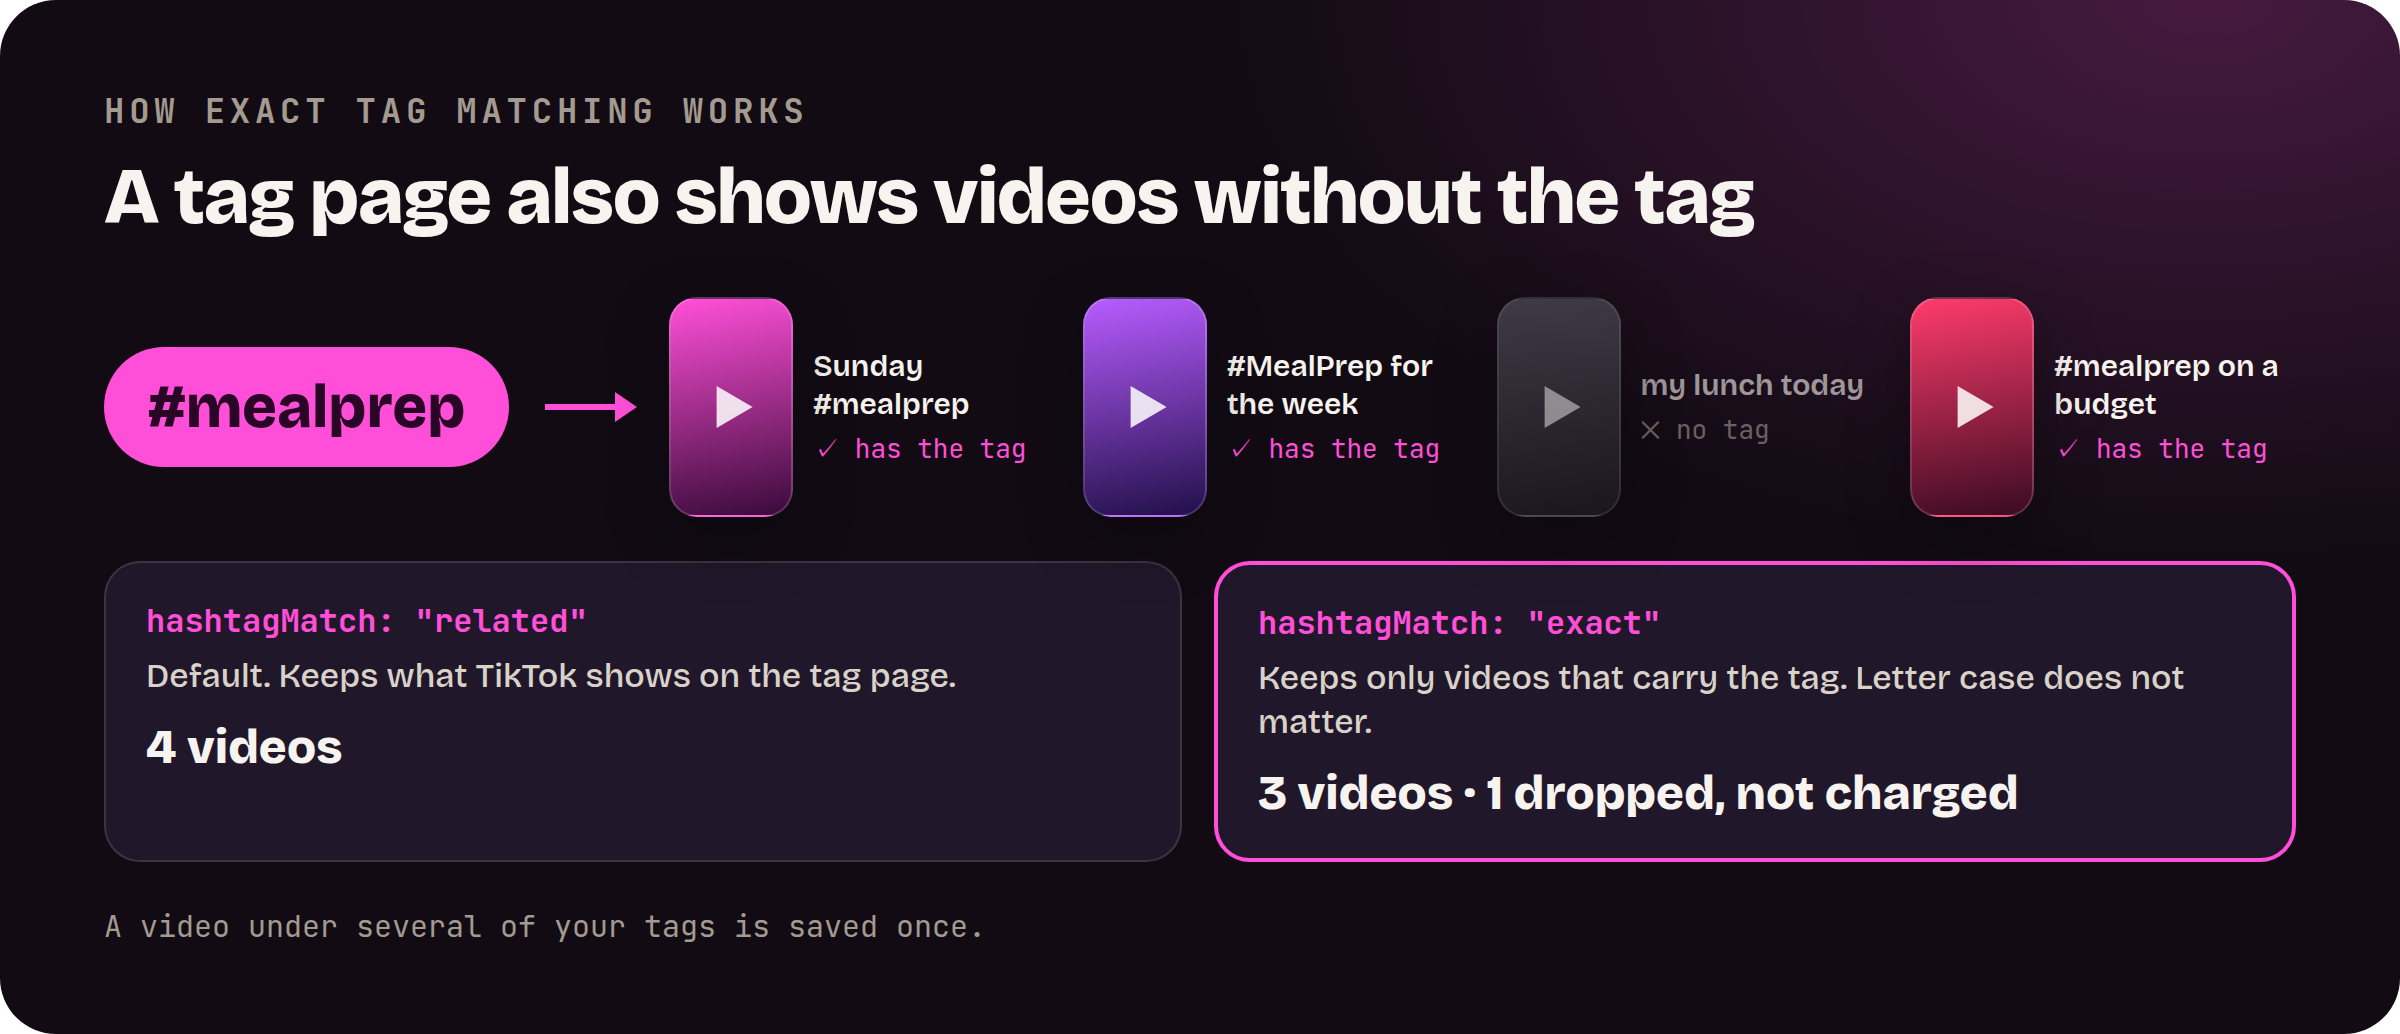 HOW EXACT TAG MATCHING WORKS
A tag page also shows videos without the tag
#mealprep
Sunday
#mealprep
✓ has the tag
#MealPrep for
the week
✓ has the tag
my lunch today
✕ no tag
#mealprep on a
budget
✓ has the tag
hashtagMatch: "related"
Default. Keeps what TikTok shows on the tag page.
4 videos
hashtagMatch: "exact"
Keeps only videos that carry the tag. Letter case does not
matter.
3 videos · 1 dropped, not charged
A video under several of your tags is saved once.